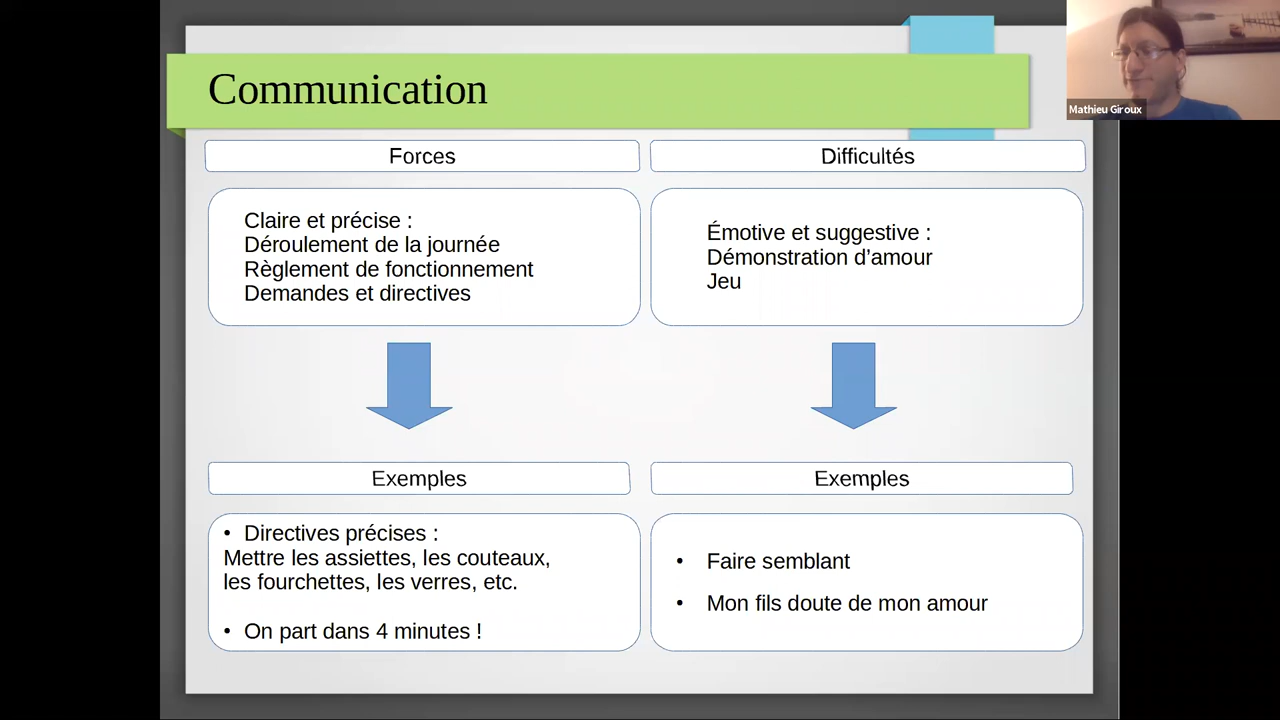 Communication
Mathieu Giroux
Forces
Difficultés
Claire et précise :
Déroulement de la journée
Règlement de fonctionnement
Demandes et directives
Émotive et suggestive :
Démonstration d'amour
Jeu
Exemples
Exemples
• Directives précises :
Mettre les assiettes, les couteaux,
les fourchettes, les verres, etc.
• On part dans 4 minutes !
• Faire semblant
• Mon fils doute de mon amour